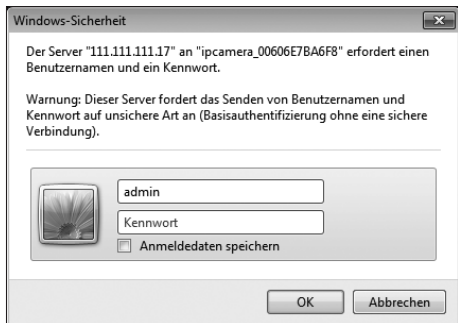 Windows-Sicherheit
Der Server "111.111.111.17" an "ipcamera_00606E7BA6F8" erfordert einen
Benutzernamen und ein Kennwort.
Warnung: Dieser Server fordert das Senden von Benutzernamen und
Kennwort auf unsichere Art an (Basisauthentifizierung ohne eine sichere
Verbindung).
admin
Kennwort
Anmeldedaten speichern
OK
Abbrechen